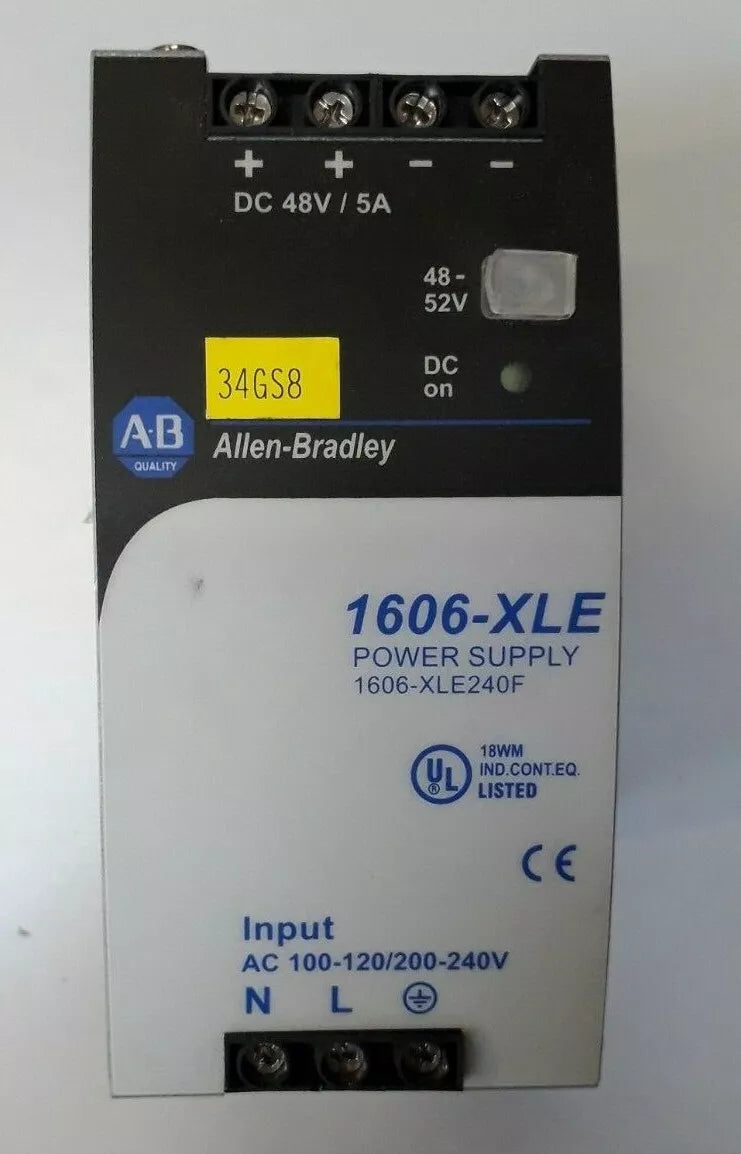 + + - -
DC 48V / 5A
48 -
52V
DC
on
34GS8
A-B
QUALITY
Allen-Bradley
1606-XLE
POWER SUPPLY
1606-XLE240F
UL
®
18WM
IND.CONT.EQ.
LISTED
CE
Input
AC 100-120/200-240V
N L